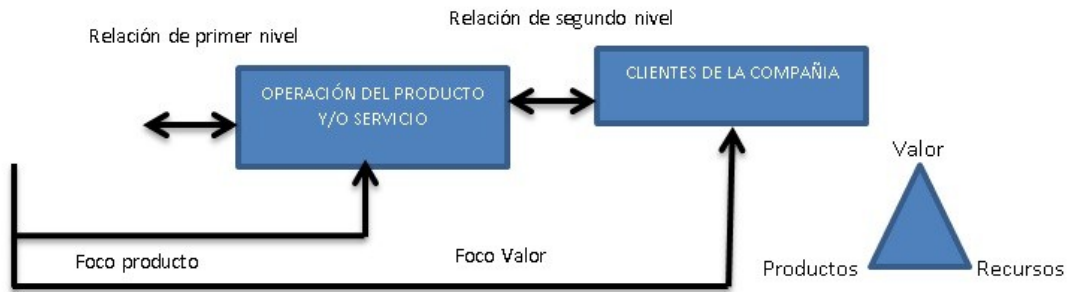 Relación de segundo nivel
Relación de primer nivel
OPERACIÓN DEL PRODUCTO
Y/O SERVICIO
CLIENTES DE LA COMPAÑIA
Valor
Productos
Recursos
Foco producto
Foco Valor